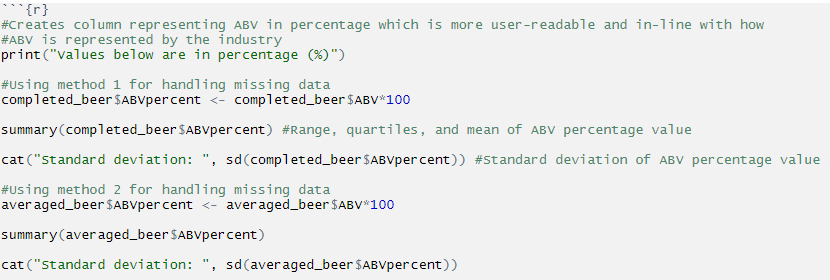 ```{r}
#Creates column representing ABV in percentage which is more user-readable and in-line with how
#ABV is represented by the industry
print("Values below are in percentage (%)")
#Using method 1 for handling missing data
completed_beer$ABVpercent <- completed_beer$ABV*100
summary(completed_beer$ABVpercent) #Range, quartiles, and mean of ABV percentage value
cat("Standard deviation: ", sd(completed_beer$ABVpercent)) #Standard deviation of ABV percentage value
#Using method 2 for handling missing data
averaged_beer$ABVpercent <- averaged_beer$ABV*100
summary(averaged_beer$ABVpercent)
cat("Standard deviation: ", sd(averaged_beer$ABVpercent))